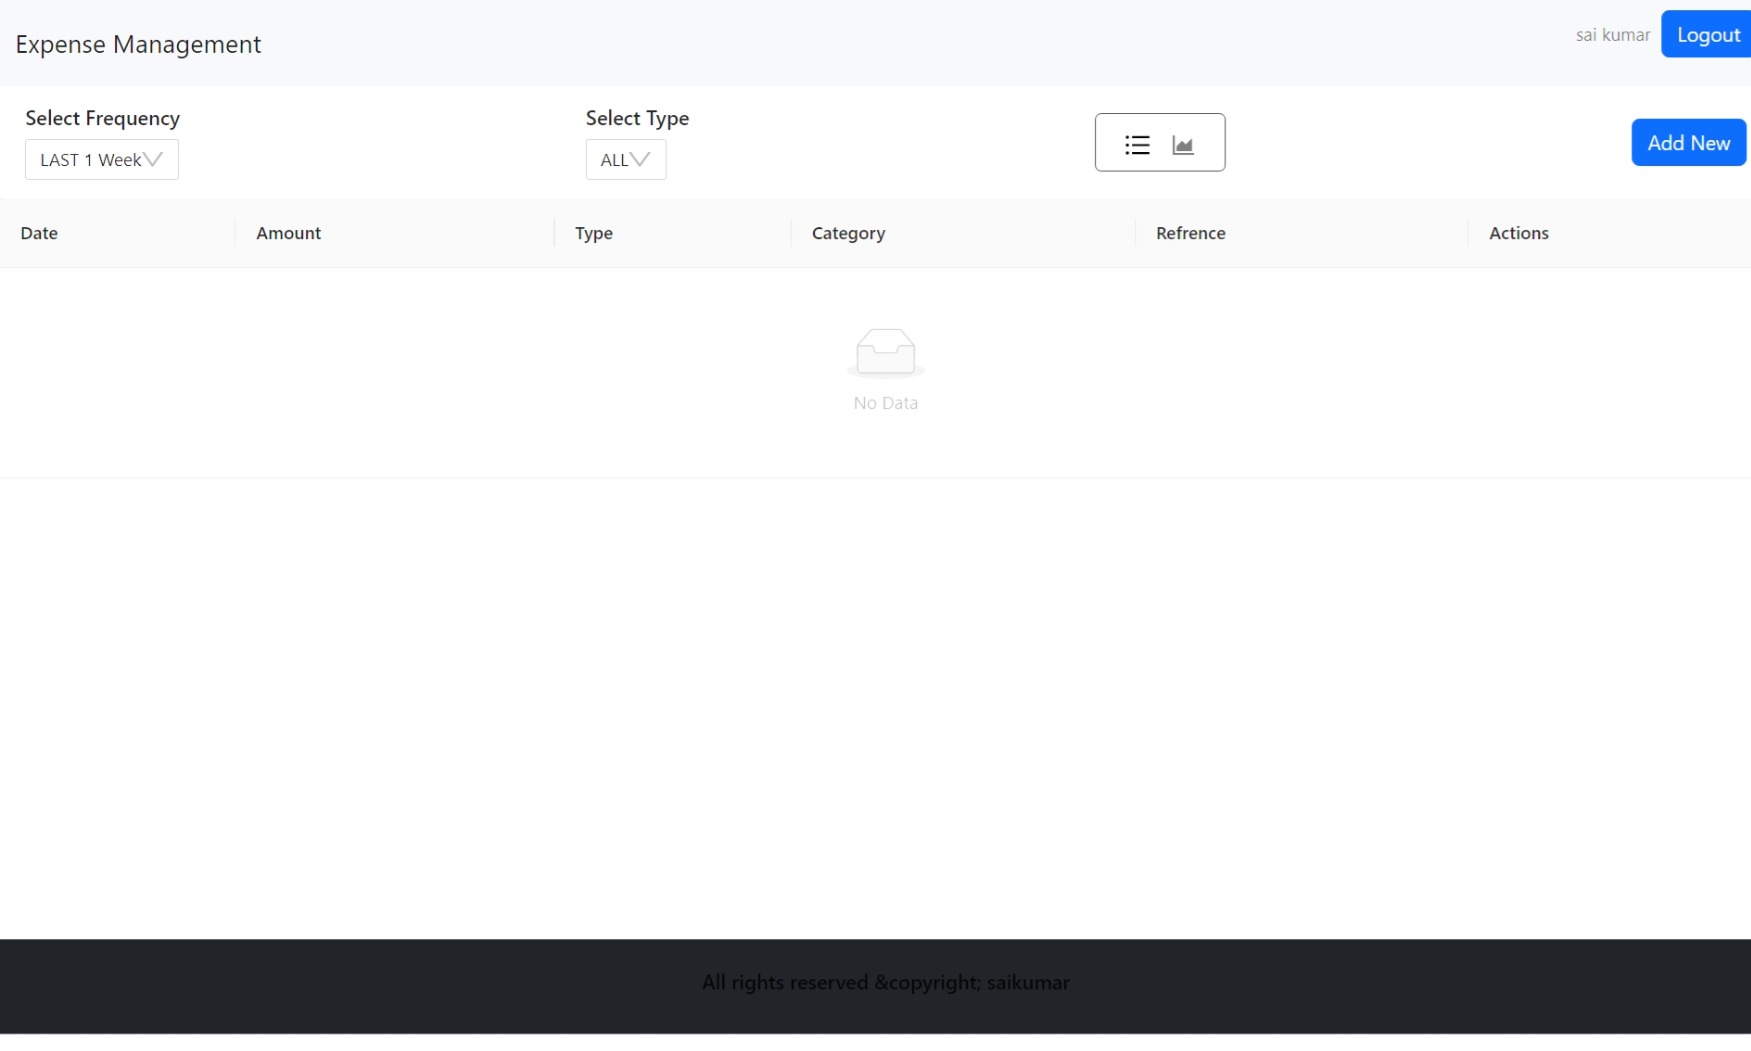 Expense Management
sai kumar
Logout
Select Frequency
LAST 1 Week
Select Type
ALL
Add New
Date Amount Type Category Refrence Actions
No Data
All rights reserved &copyright; saikumar